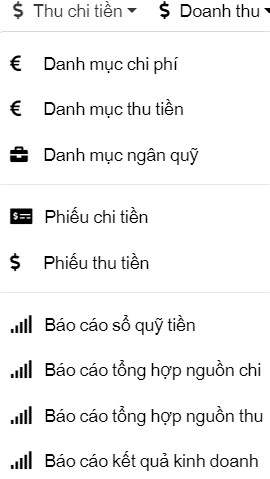 $ Thu chi tiền $ Doanh thu
€ Danh mục chi phí
€ Danh mục thu tiền
Danh mục ngân quỹ
Phiếu chi tiền
$ Phiếu thu tiền
Báo cáo sổ quỹ tiền
Báo cáo tổng hợp nguồn chi
Báo cáo tổng hợp nguồn thu
Báo cáo kết quả kinh doanh